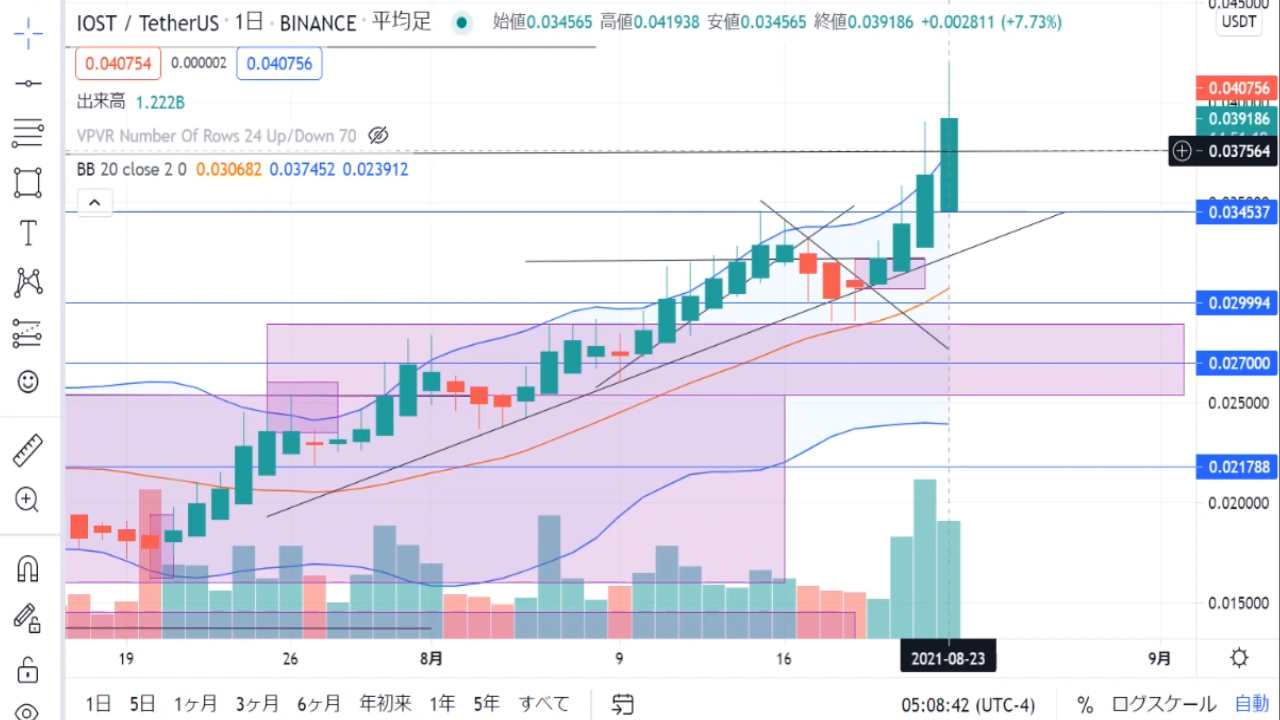 IOST / TetherUS · 1日 · BINANCE · 平均足 始値0.034565 高値0.041938 安値0.034565 終値0.039186 +0.002811 (+7.73%)
0.040754 0.000002 0.040756
出来高 1.222B
VPVR Number Of Rows 24 Up/Down 70
BB 20 close 2 0 0.030682 0.037452 0.023912
0.045000
USDT
0.040756
0.039186
0.037564
0.034537
0.029994
0.027000
0.025000
0.021788
0.020000
0.015000
19 26 8月 9 16 2021-08-23 9月
1日 5日 1ヶ月 3ヶ月 6ヶ月 年初来 1年 5年 すべて 05:08:42 (UTC-4) % ログスケール 自動